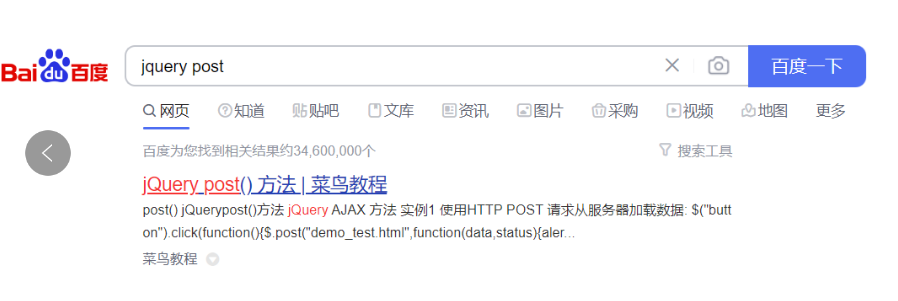 Bai du 百度
jquery post
百度一下
网页 知道 贴吧 文库 资讯 图片 采购 视频 地图 更多
百度为您找到相关结果约34,600,000个 搜索工具
jQuery post() 方法 | 菜鸟教程
post() jQuerypost()方法 jQuery AJAX 方法 实例1 使用HTTP POST 请求从服务器加载数据: $("butt
on").click(function(){$.post("demo_test.html",function(data,status){aler...
菜鸟教程